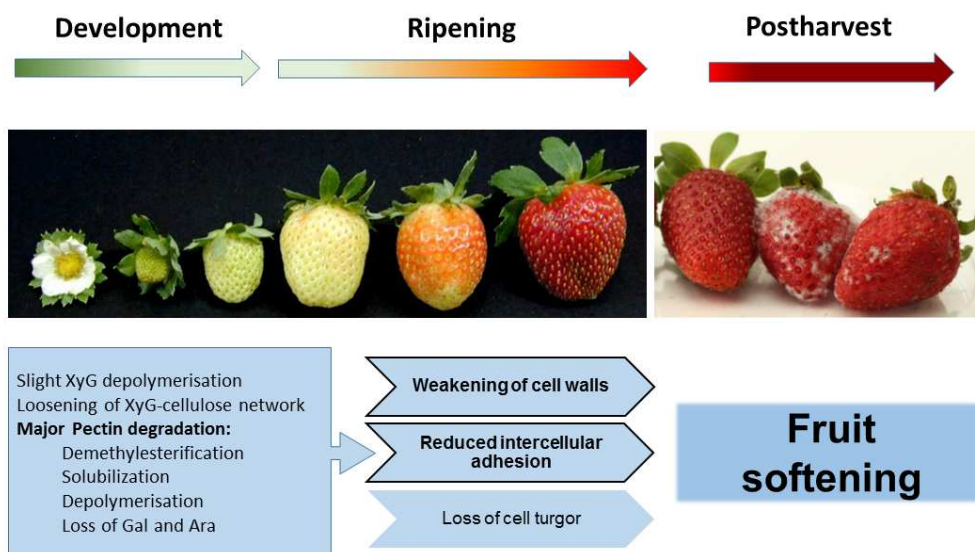 Development
Ripening
Postharvest
Slight XyG depolymerisation
Loosening of XyG-cellulose network
Major Pectin degradation:
Demethylesterification
Solubilization
Depolymerisation
Loss of Gal and Ara
Weakening of cell walls
Reduced intercellular
adhesion
Loss of cell turgor
Fruit
softening